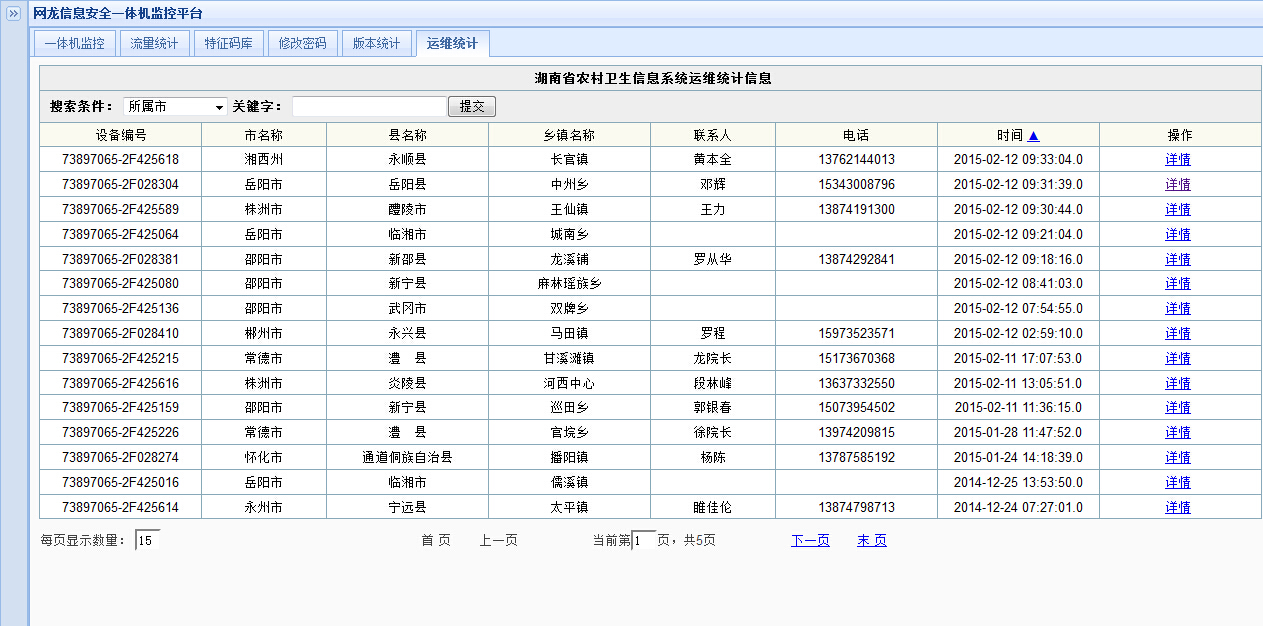 网龙信息安全一体机监控平台
一体机监控 流量统计 特征码库 修改密码 版本统计 运维统计
湖南省农村卫生信息系统运维统计信息
搜索条件： 所属市 关键字： 提交
设备编号 市名称 县名称 乡镇名称 联系人 电话 时间 ▲ 操作
73897065-2F425618 湘西州 永顺县 长官镇 黄本全 13762144013 2015-02-12 09:33:04.0 详情
73897065-2F028304 岳阳市 岳阳县 中州乡 邓辉 15343008796 2015-02-12 09:31:39.0 详情
73897065-2F425589 株洲市 醴陵市 王仙镇 王力 13874191300 2015-02-12 09:30:44.0 详情
73897065-2F425064 岳阳市 临湘市 城南乡 2015-02-12 09:21:04.0 详情
73897065-2F028381 邵阳市 新邵县 龙溪铺 罗从华 13874292841 2015-02-12 09:18:16.0 详情
73897065-2F425080 邵阳市 新宁县 麻林瑶族乡 2015-02-12 08:41:03.0 详情
73897065-2F425136 邵阳市 武冈市 双牌乡 2015-02-12 07:54:55.0 详情
73897065-2F028410 郴州市 永兴县 马田镇 罗程 15973523571 2015-02-12 02:59:10.0 详情
73897065-2F425215 常德市 澧　县 甘溪滩镇 龙院长 15173670368 2015-02-11 17:07:53.0 详情
73897065-2F425616 株洲市 炎陵县 河西中心 段林峰 13637332550 2015-02-11 13:05:51.0 详情
73897065-2F425159 邵阳市 新宁县 巡田乡 郭银春 15073954502 2015-02-11 11:36:15.0 详情
73897065-2F425226 常德市 澧　县 官垸乡 徐院长 13974209815 2015-01-28 11:47:52.0 详情
73897065-2F028274 怀化市 通道侗族自治县 播阳镇 杨陈 13787585192 2015-01-24 14:18:39.0 详情
73897065-2F425016 岳阳市 临湘市 儒溪镇 2014-12-25 13:53:50.0 详情
73897065-2F425614 永州市 宁远县 太平镇 睢佳伦 13874798713 2014-12-24 07:27:01.0 详情
每页显示数量： 15 首 页 上一页 当前第1页，共5页 下一页 末 页